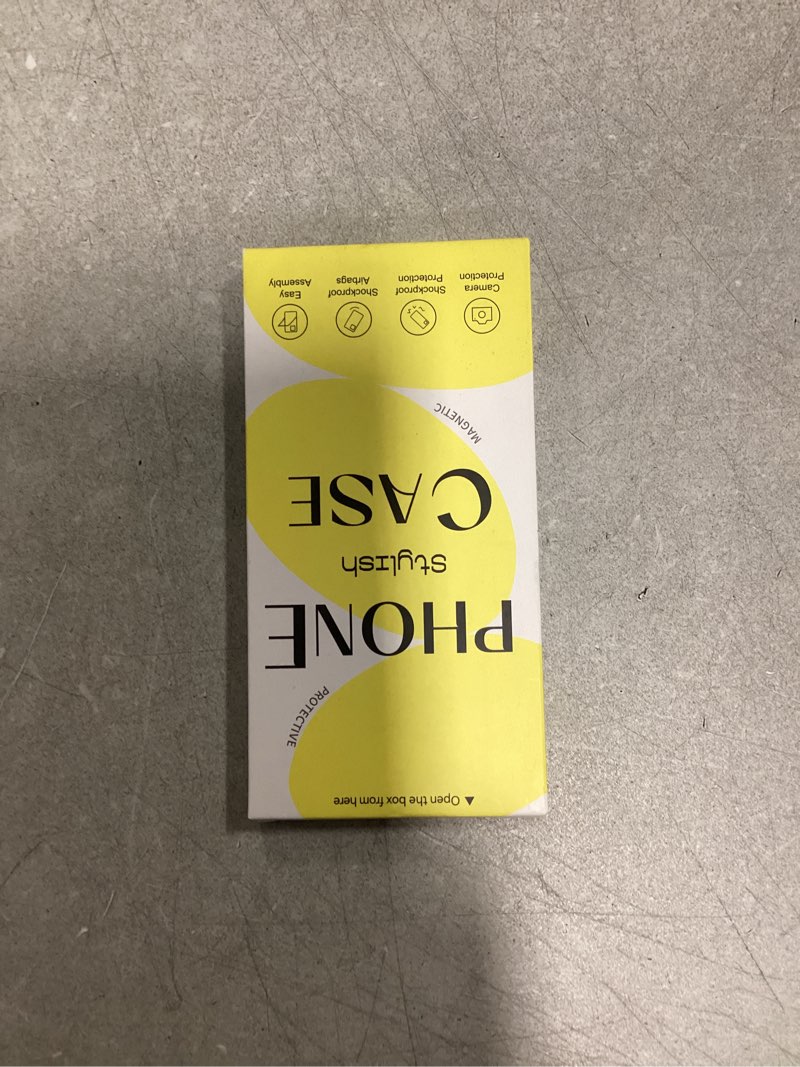 ▲ Open the box from here
PROTECTIVE
PHONE
Stylish
CASE
MAGNETIC
Camera
Protection
Shockproof
Protection
Shockproof
Airbags
Easy
Assembly